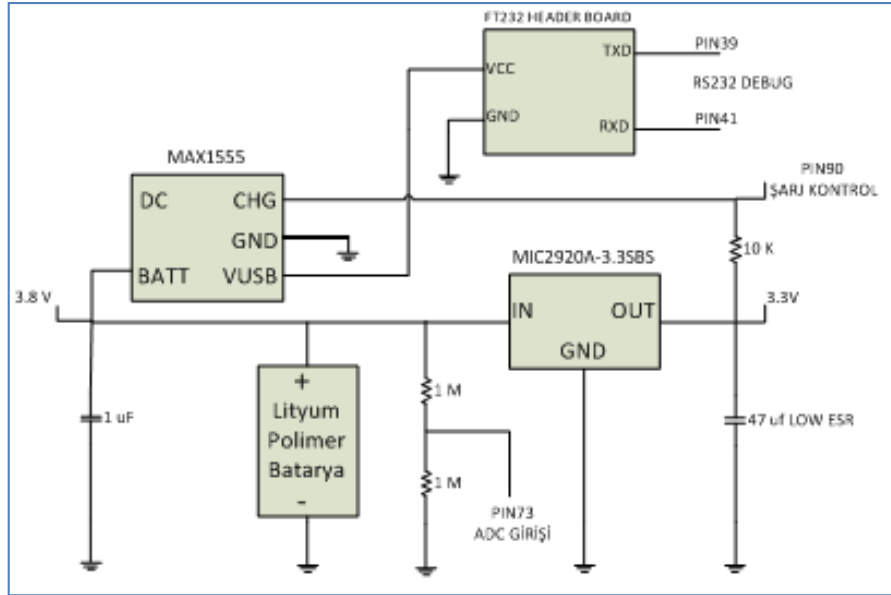 FT232 HEADER BOARD
VCC
TXD
PIN39
RS232 DEBUG
GND
RXD
PIN41
MAX1555
DC
CHG
GND
BATT
VUSB
PIN90
ŞARJ KONTROL
10 K
MIC2920A-3.3SBS
3.8 V
IN
OUT
GND
3.3V
1 uF
+
Lityum
Polimer
Batarya
-
1 M
1 M
PIN73
ADC GİRİŞİ
47 uf LOW ESR